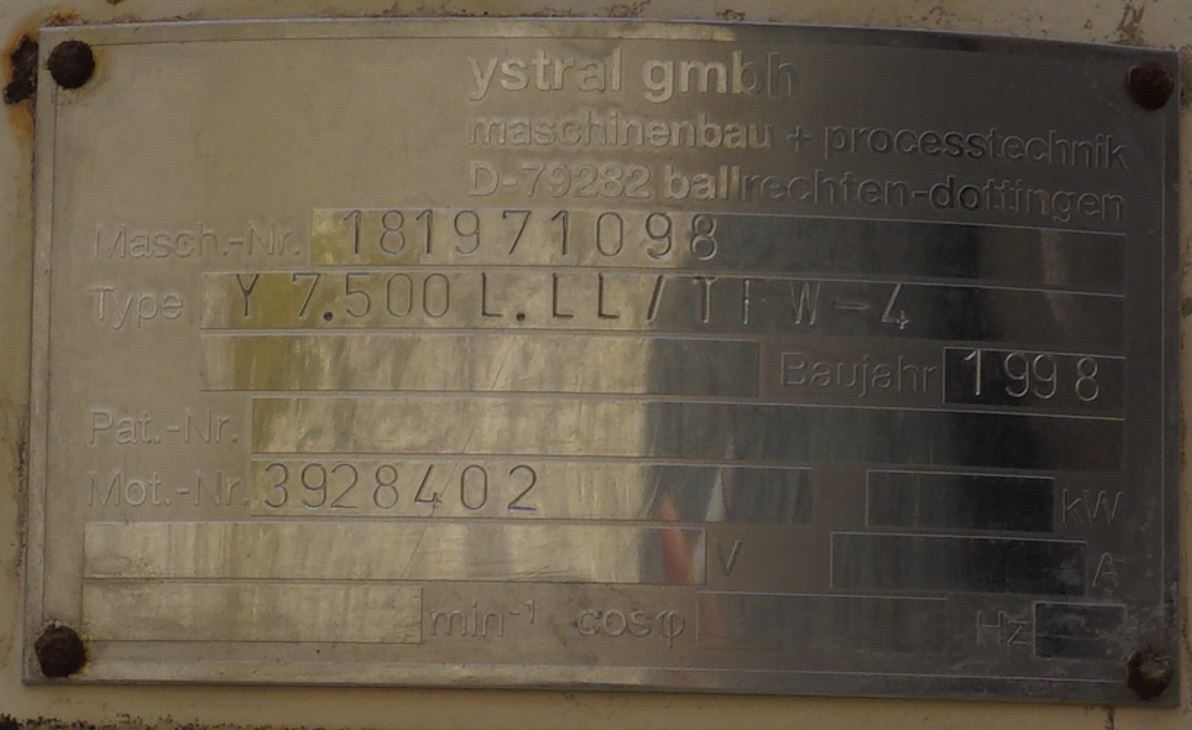 ystral gmbh
maschinenbau + processtechnik
D-79282 ballrechten-dottingen
Masch.-Nr. 181971098
Type Y 7.500 L.LL/TFW-4
Baujahr 1998
Pat.-Nr.
Mot.-Nr. 3928402 kW
V A
min⁻¹ cosφ Hz